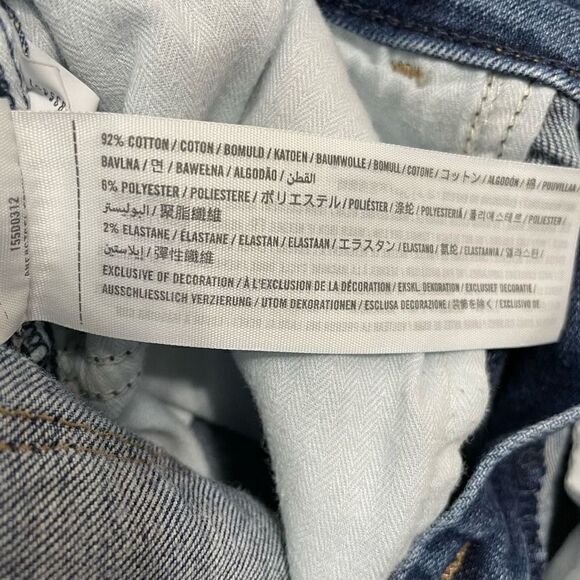 92% COTTON / COTON / BOMULD / KATOEN / BAUMWOLLE / BOMULL / COTONE / コットン / ALGODÓN / 棉 / POUVILLA
BAVLNA / 면 / BAWEŁNA / ALGODÃO / القطن /
6% POLYESTER / POLIESTERE / ポリエステル / POLIÉSTER / 涤纶 / POLYESTERIÄ / 폴리에스테르 / POLIESTER /
البوليستر / 聚脂纖維
2% ELASTANE / ÉLASTANE / ELASTAN / ELASTAAN / エラスタン / ELASTANO / 氨纶 / ELASTAANIA / 엘라스탄 /
إيلاستين / 彈性纖維
EXCLUSIVE OF DECORATION / À L'EXCLUSION DE LA DÉCORATION / EKSKL. DEKORATION / EXCLUSIEF DECORATIE /
AUSSCHLIESSLICH VERZIERUNG / UTOM DEKORATIONEN / ESCLUSA DECORAZIONE / 装飾を除く / EXCLUSIVO DE
155D0312